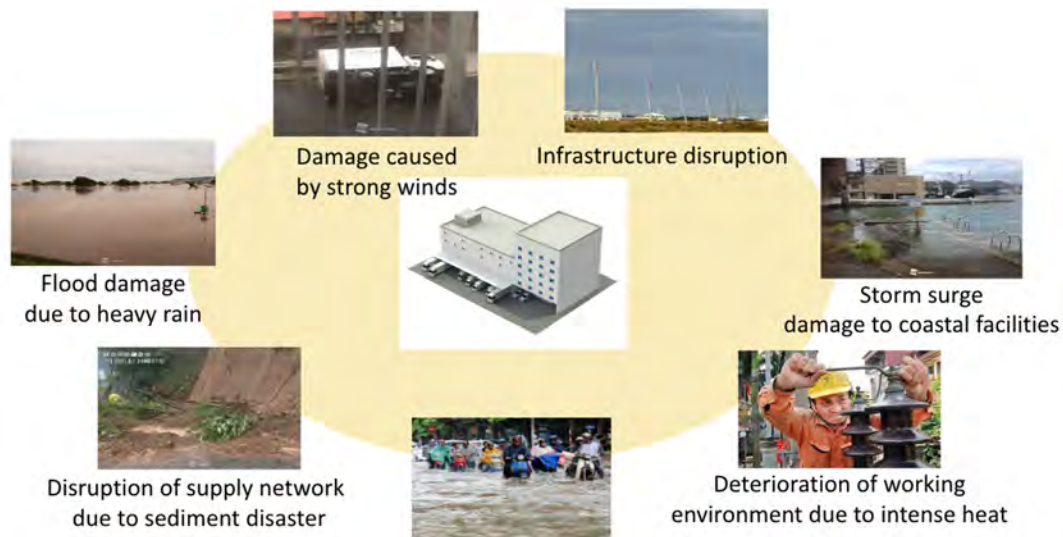 Damage caused
by strong winds
Infrastructure disruption
Flood damage
due to heavy rain
Storm surge
damage to coastal facilities
Disruption of supply network
due to sediment disaster
Deterioration of working
environment due to intense heat